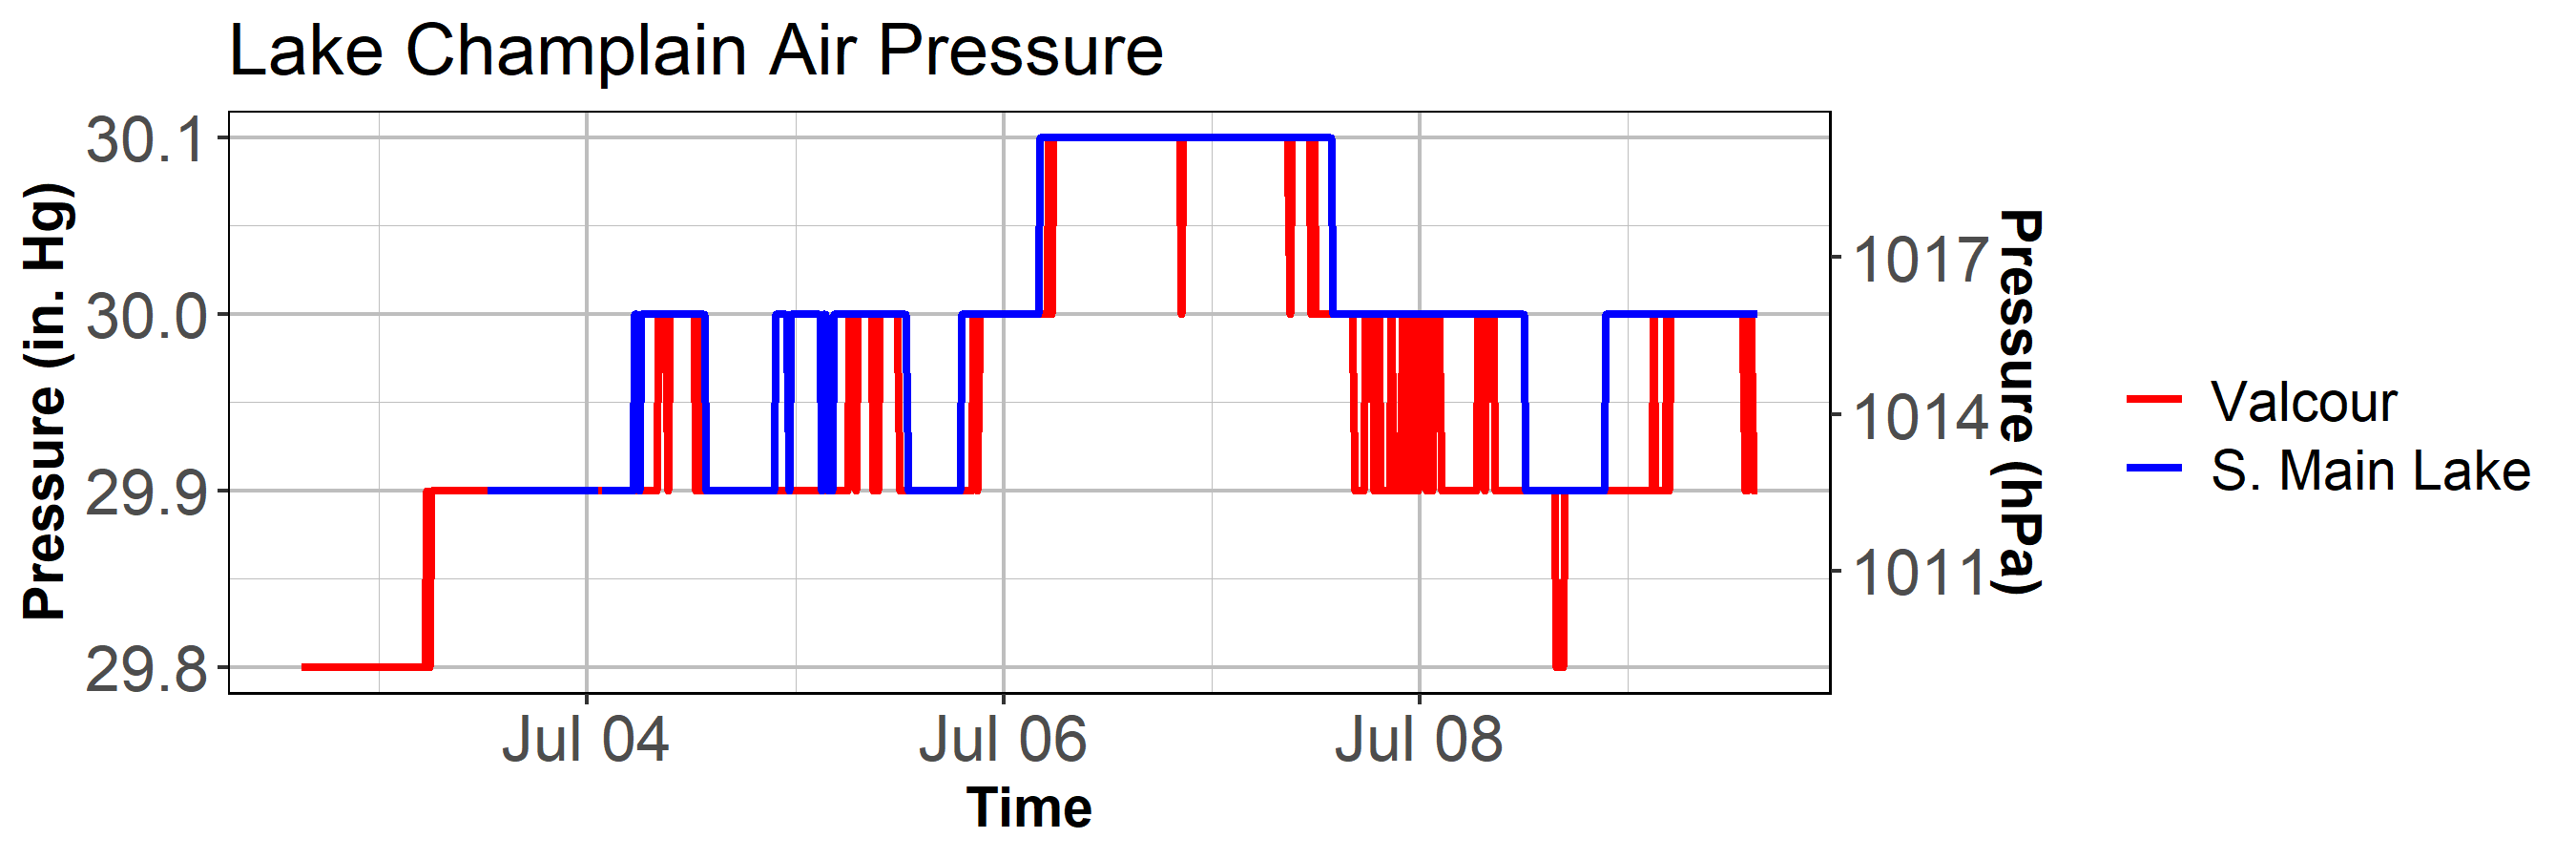 Lake Champlain Air Pressure
30.1
30.0
29.9
29.8
Pressure (in. Hg)
1017
1014
1011
Pressure (hPa)
Jul 04 Jul 06 Jul 08
Time
Valcour
S. Main Lake